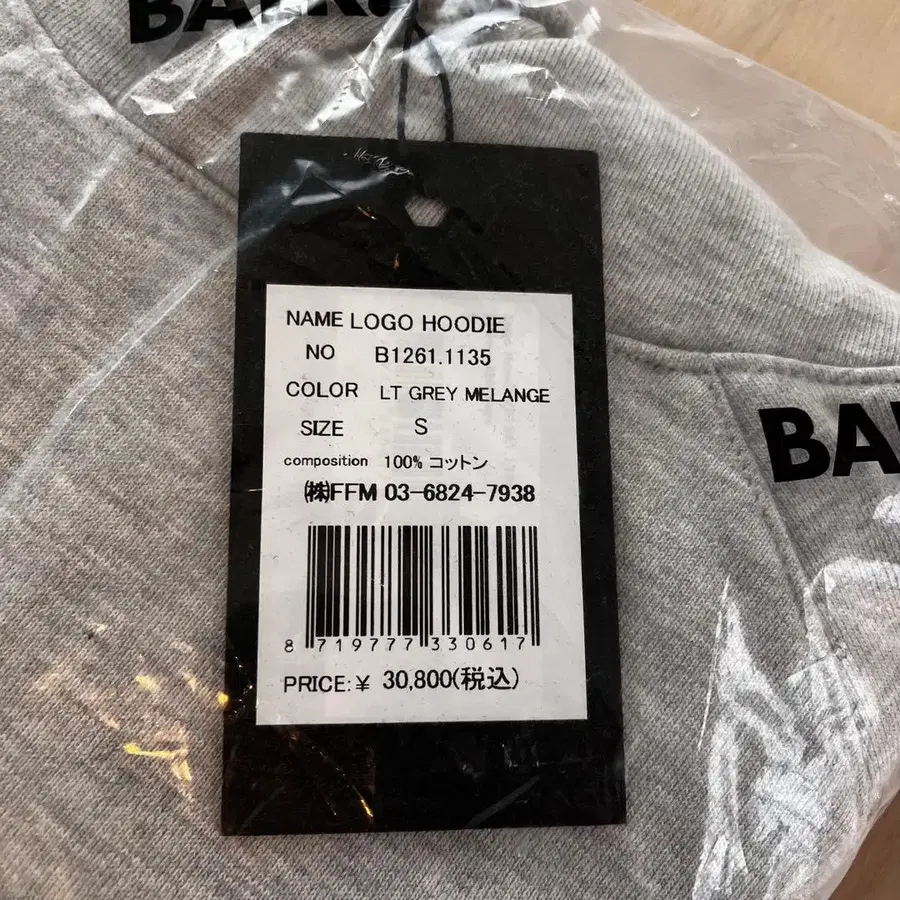 NAME LOGO HOODIE
NO B1261.1135
COLOR LT GREY MELANGE
SIZE S
composition 100% コットン
㈱FFM 03-6824-7938
8 719777 330617
PRICE:¥ 30,800(税込)